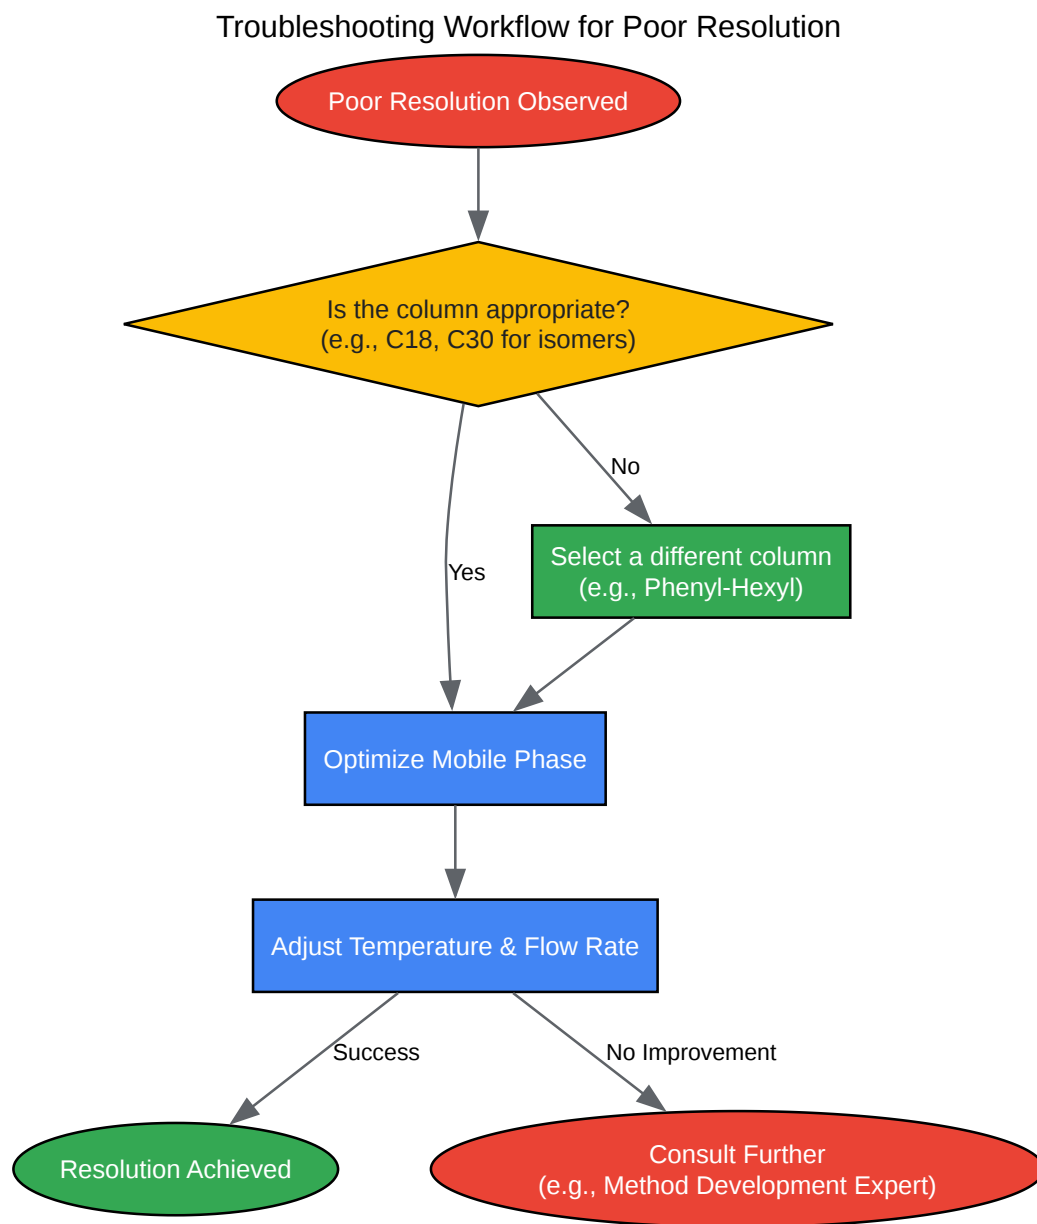 Troubleshooting Workflow for Poor Resolution
Poor Resolution Observed
Is the column appropriate?
(e.g., C18, C30 for isomers)
No
Select a different column
(e.g., Phenyl-Hexyl)
Yes
Optimize Mobile Phase
Adjust Temperature & Flow Rate
Success
No Improvement
Resolution Achieved
Consult Further
(e.g., Method Development Expert)